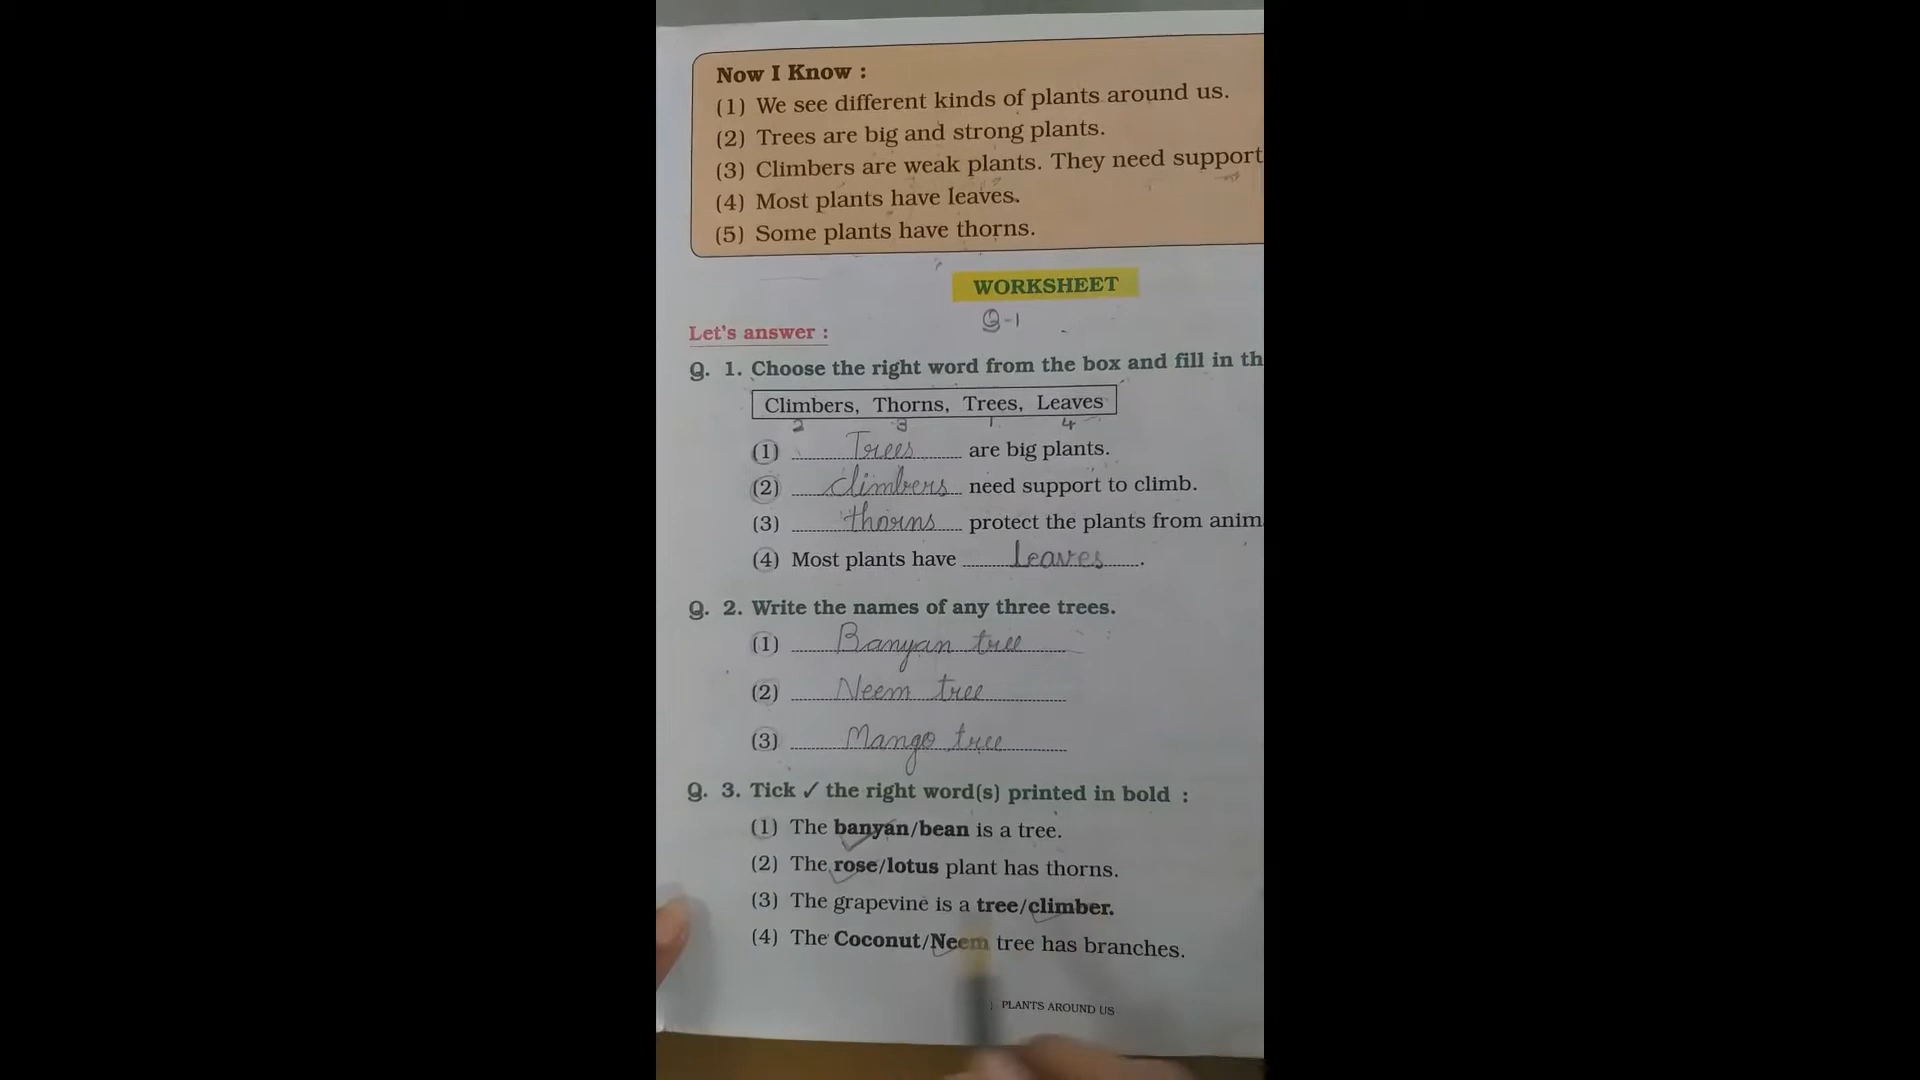 Now I Know :
(1) We see different kinds of plants around us.
(2) Trees are big and strong plants.
(3) Climbers are weak plants. They need support
(4) Most plants have leaves.
(5) Some plants have thorns.
WORKSHEET
Q-1
Let's answer :
Q. 1. Choose the right word from the box and fill in th
Climbers, Thorns, Trees, Leaves
2 3 1 4
(1) Trees are big plants.
(2) climbers need support to climb.
(3) thorns protect the plants from anim
(4) Most plants have Leaves.
Q. 2. Write the names of any three trees.
(1) Banyan tree
(2) Neem tree
(3) Mango tree
Q. 3. Tick ✓ the right word(s) printed in bold :
(1) The banyan/bean is a tree.
(2) The rose/lotus plant has thorns.
(3) The grapevine is a tree/climber.
(4) The Coconut/Neem tree has branches.
PLANTS AROUND US